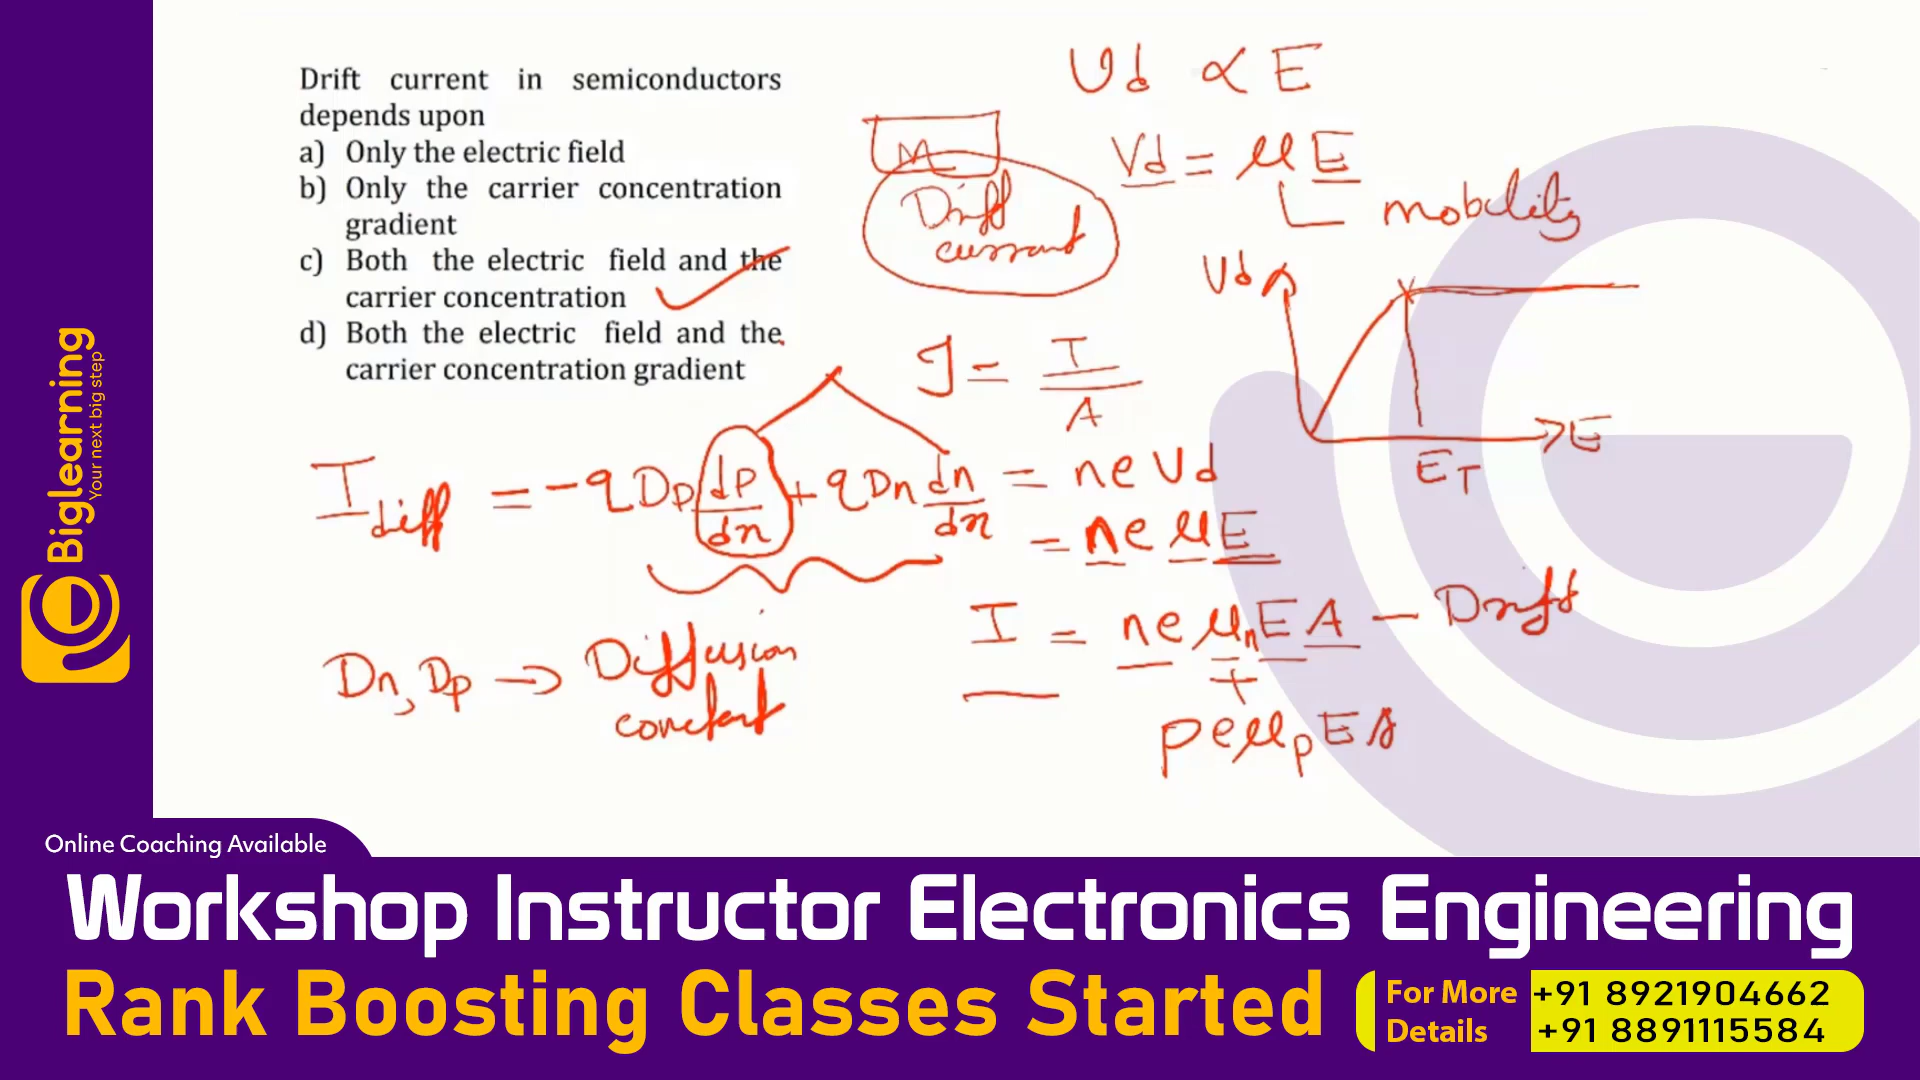 Drift current in semiconductors
depends upon
a) Only the electric field
b) Only the carrier concentration
gradient
c) Both the electric field and the
carrier concentration
d) Both the electric field and the
carrier concentration gradient
Vd ∝ E
Vd = μE
mobility
n
Drift
current
Vd
E
ET
J = I/A
= neVd
= neμE
I = neμnEA – Drift
+
peμpEA
Idiff = -qDp dp/dn + qDn dn/dn
Dn, Dp → Diffusion
constant
Biglearning
Your next big step
Online Coaching Available
Workshop Instructor Electronics Engineering
Rank Boosting Classes Started
For More
Details
+91 8921904662
+91 8891115584